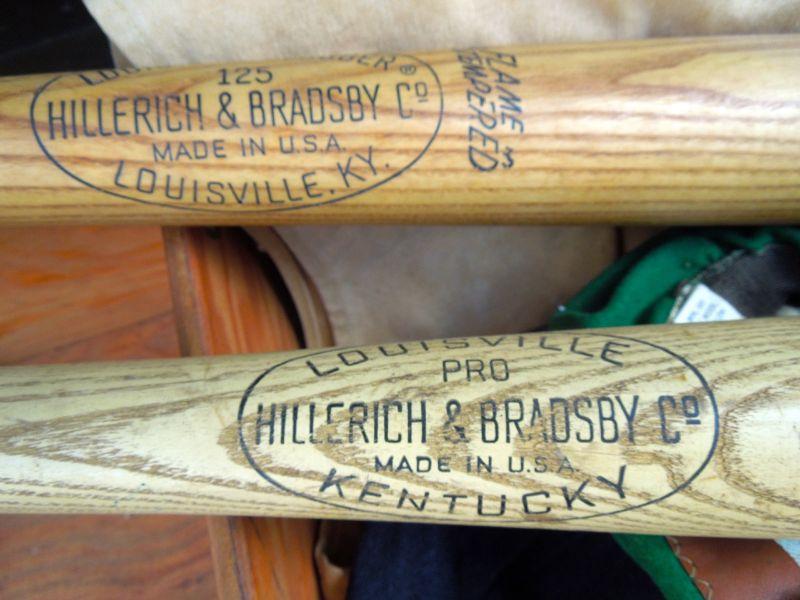 125
HILLERICH & BRADSBY Cº
MADE IN U.S.A.
LOUISVILLE, KY.
FLAME
TEMPERED
LOUISVILLE
PRO
HILLERICH & BRADSBY Cº
MADE IN U.S.A.
KENTUCKY